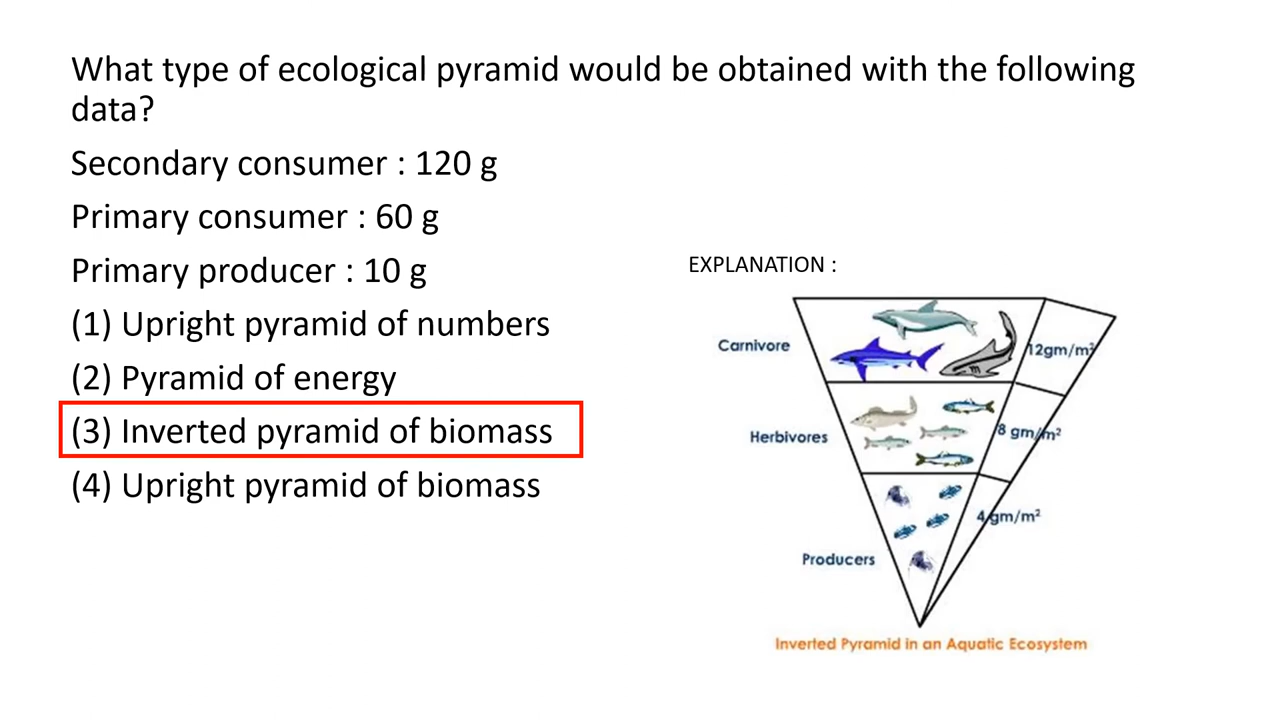 What type of ecological pyramid would be obtained with the following
data?
Secondary consumer : 120 g
Primary consumer : 60 g
Primary producer : 10 g
(1) Upright pyramid of numbers
(2) Pyramid of energy
(3) Inverted pyramid of biomass
(4) Upright pyramid of biomass
EXPLANATION :
Carnivore
12gm/m²
Herbivores
8 gm/m²
4 gm/m²
Producers
Inverted Pyramid in an Aquatic Ecosystem